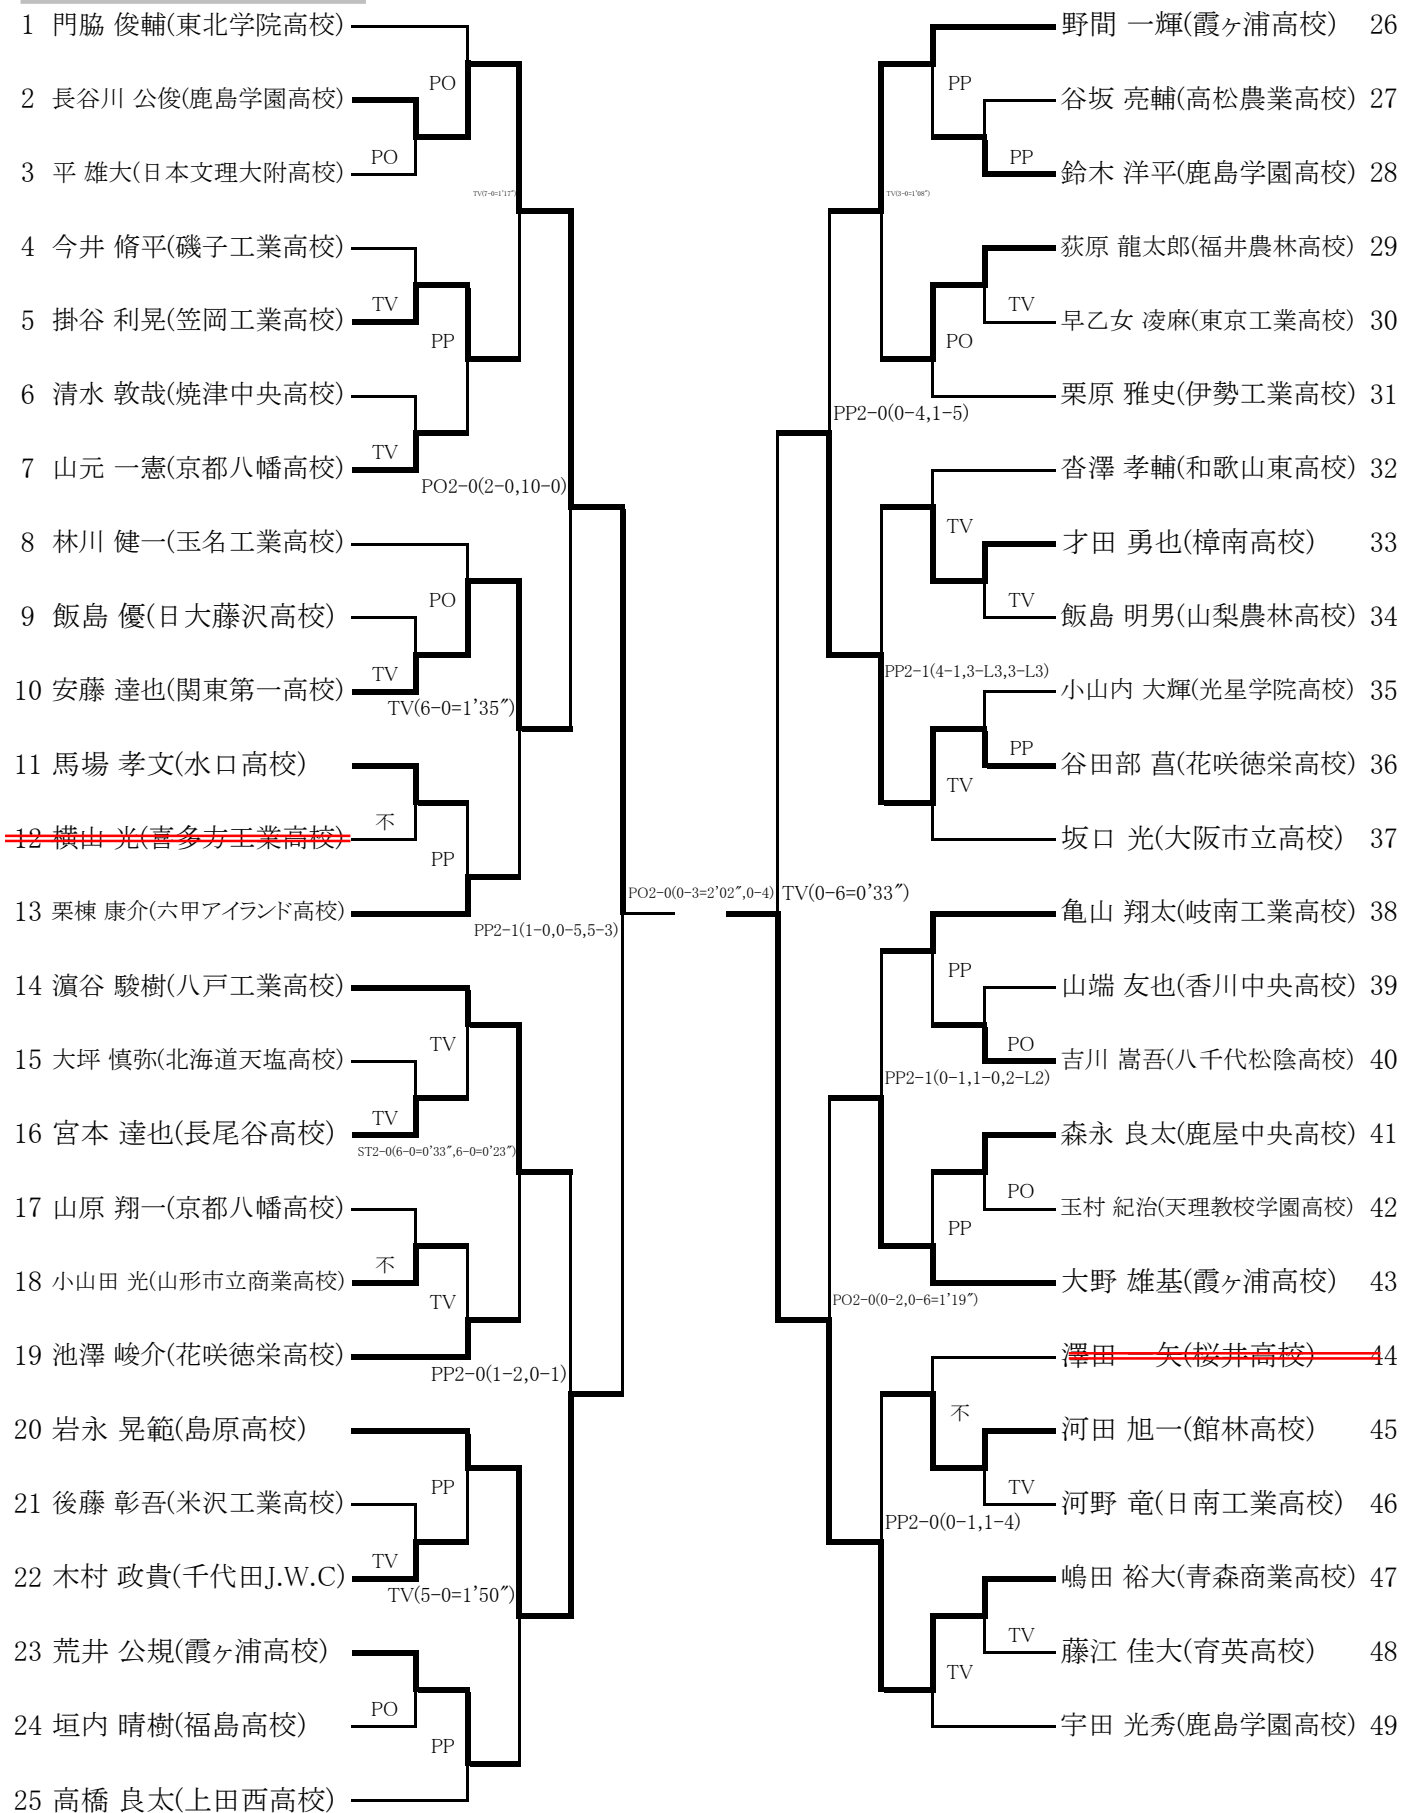 1 門脇 俊輔(東北学院高校)
PO
2 長谷川 公俊(鹿島学園高校)
PO
3 平 雄大(日本文理大附高校)
TV(7-0=1'17")
4 今井 脩平(磯子工業高校)
TV
5 掛谷 利晃(笠岡工業高校)
PP
6 清水 敦哉(焼津中央高校)
TV
7 山元 一憲(京都八幡高校)
PO2-0(2-0,10-0)
8 林川 健一(玉名工業高校)
PO
9 飯島 優(日大藤沢高校)
TV
10 安藤 達也(関東第一高校)
TV(6-0=1'35")
11 馬場 孝文(水口高校)
不
12 横山 光(喜多方工業高校)
PP
13 栗棟 康介(六甲アイランド高校)
PP2-1(1-0,0-5,5-3)
14 濵谷 駿樹(八戸工業高校)
TV
15 大坪 慎弥(北海道天塩高校)
TV
16 宮本 達也(長尾谷高校)
ST2-0(6-0=0'33",6-0=0'23")
17 山原 翔一(京都八幡高校)
不
18 小山田 光(山形市立商業高校)
TV
19 池澤 峻介(花咲徳栄高校)
PP2-0(1-2,0-1)
20 岩永 晃範(島原高校)
PP
21 後藤 彰吾(米沢工業高校)
TV
22 木村 政貴(千代田J.W.C)
TV(5-0=1'50")
23 荒井 公規(霞ヶ浦高校)
PO
24 垣内 晴樹(福島高校)
PP
25 高橋 良太(上田西高校)
PO2-0(0-3=2'02",0-4)
TV(0-6=0'33")
野間 一輝(霞ヶ浦高校) 26
PP
谷坂 亮輔(高松農業高校) 27
PP
鈴木 洋平(鹿島学園高校) 28
TV(3-0=1'08")
荻原 龍太郎(福井農林高校) 29
TV
早乙女 凌麻(東京工業高校) 30
PO
栗原 雅史(伊勢工業高校) 31
PP2-0(0-4,1-5)
沓澤 孝輔(和歌山東高校) 32
TV
才田 勇也(樟南高校) 33
TV
飯島 明男(山梨農林高校) 34
PP2-1(4-1,3-L3,3-L3)
小山内 大輝(光星学院高校) 35
PP
谷田部 菖(花咲徳栄高校) 36
TV
坂口 光(大阪市立高校) 37
亀山 翔太(岐南工業高校) 38
PP
山端 友也(香川中央高校) 39
PO
吉川 嵩吾(八千代松陰高校) 40
PP2-1(0-1,1-0,2-L2)
森永 良太(鹿屋中央高校) 41
PO
玉村 紀治(天理教校学園高校) 42
PP
大野 雄基(霞ヶ浦高校) 43
PO2-0(0-2,0-6=1'19")
澤田 一矢(桜井高校) 44
不
河田 旭一(館林高校) 45
TV
河野 竜(日南工業高校) 46
PP2-0(0-1,1-4)
嶋田 裕大(青森商業高校) 47
TV
藤江 佳大(育英高校) 48
TV
宇田 光秀(鹿島学園高校) 49